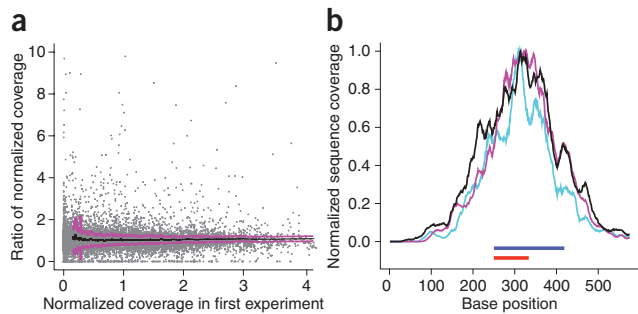 a
10
8
6
4
2
0
Ratio of normalized coverage
0 1 2 3 4
Normalized coverage in first experiment
b
1.0
0.8
0.6
0.4
0.2
0.0
Normalized sequence coverage
0 100 200 300 400 500
Base position